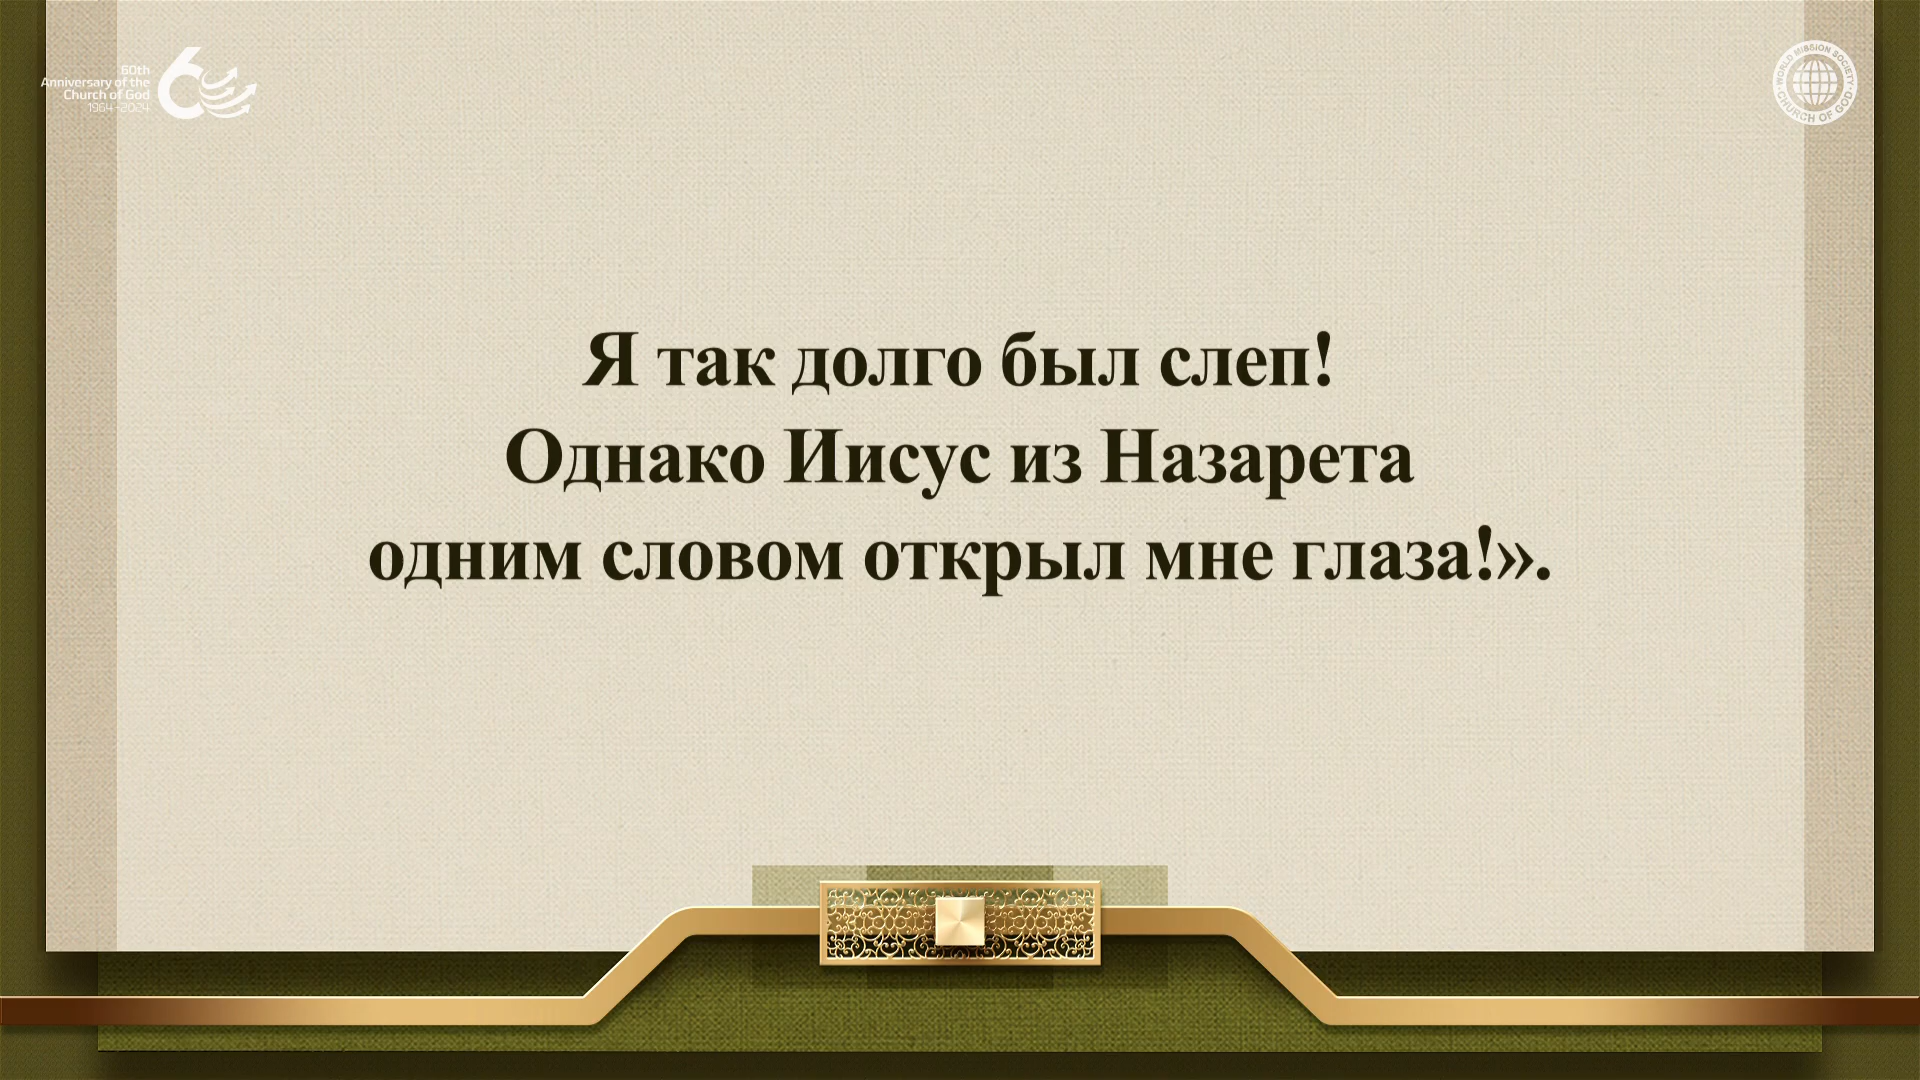 60th
Anniversary of the
Church of God
1964-2024
WORLD MISSION SOCIETY
CHURCH OF GOD
Я так долго был слеп!
Однако Иисус из Назарета
одним словом открыл мне глаза!».